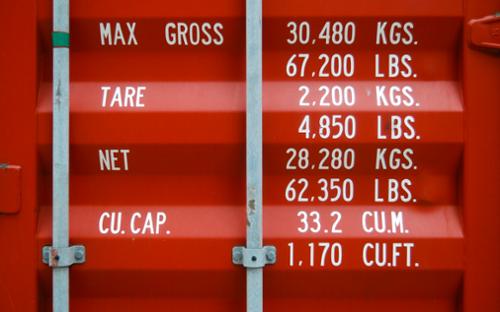 MAX GROSS 30,480 KGS.
67,200 LBS.
TARE 2,200 KGS.
4,850 LBS.
NET 28,280 KGS.
62,350 LBS.
CU. CAP. 33.2 CU.M.
1,170 CU.FT.